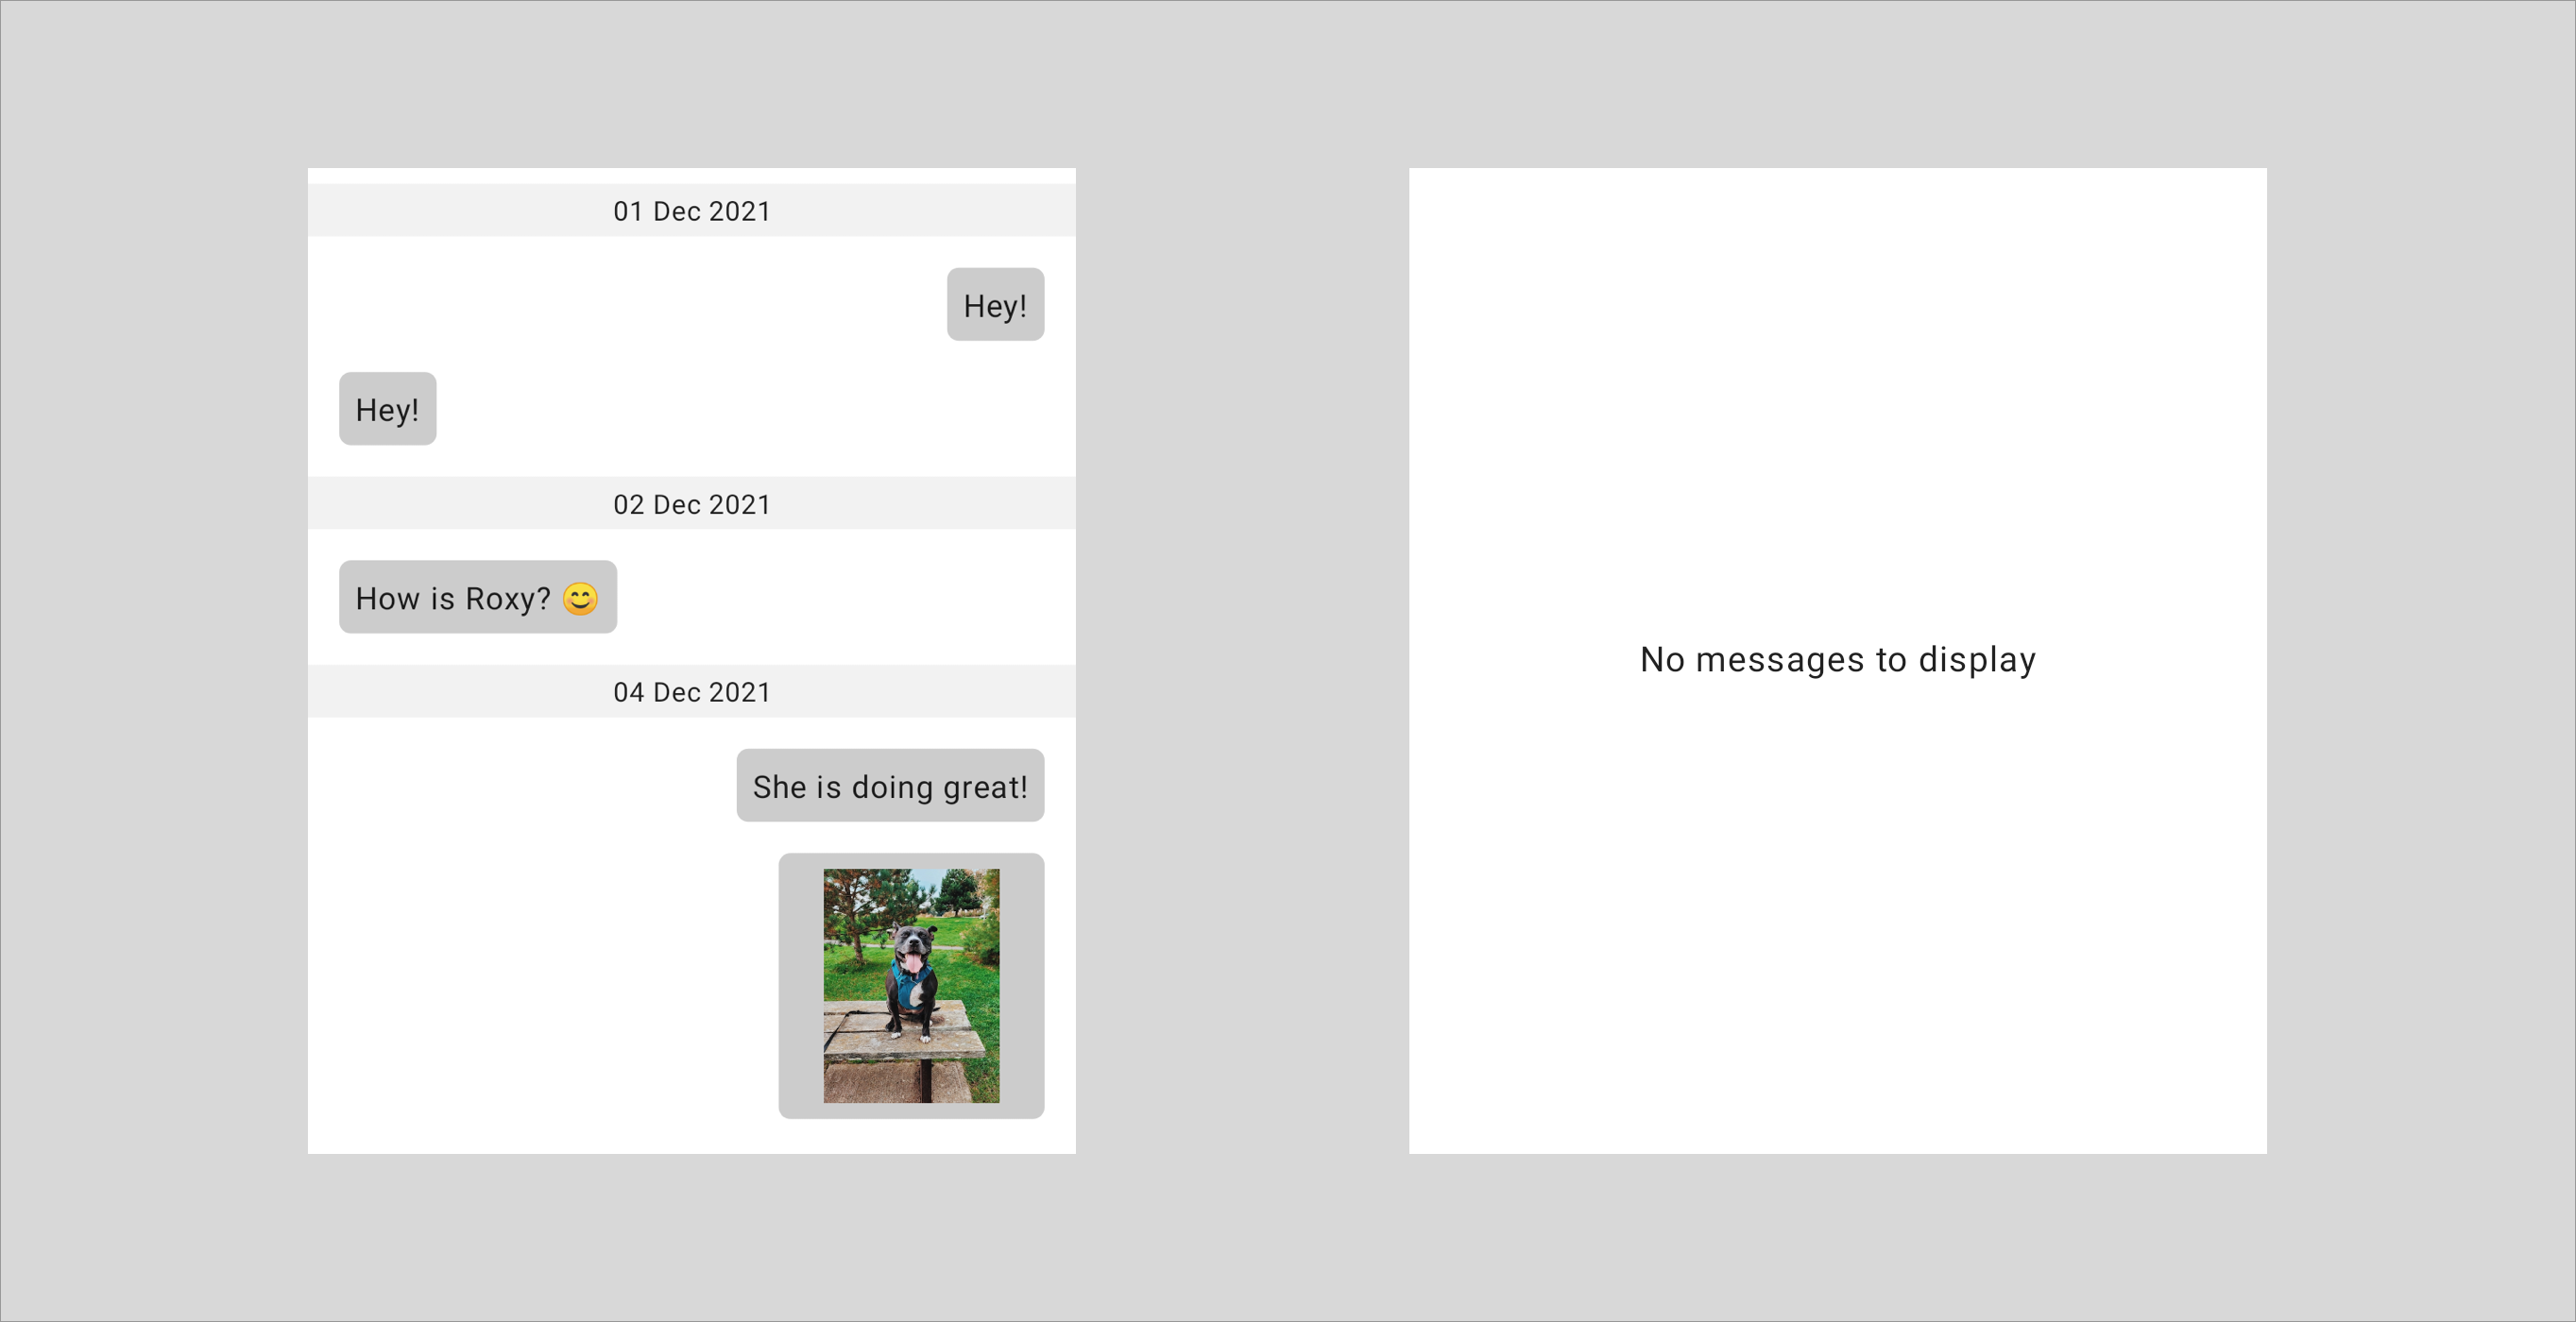 01 Dec 2021
Hey!
Hey!
02 Dec 2021
How is Roxy? 😊
04 Dec 2021
She is doing great!
No messages to display